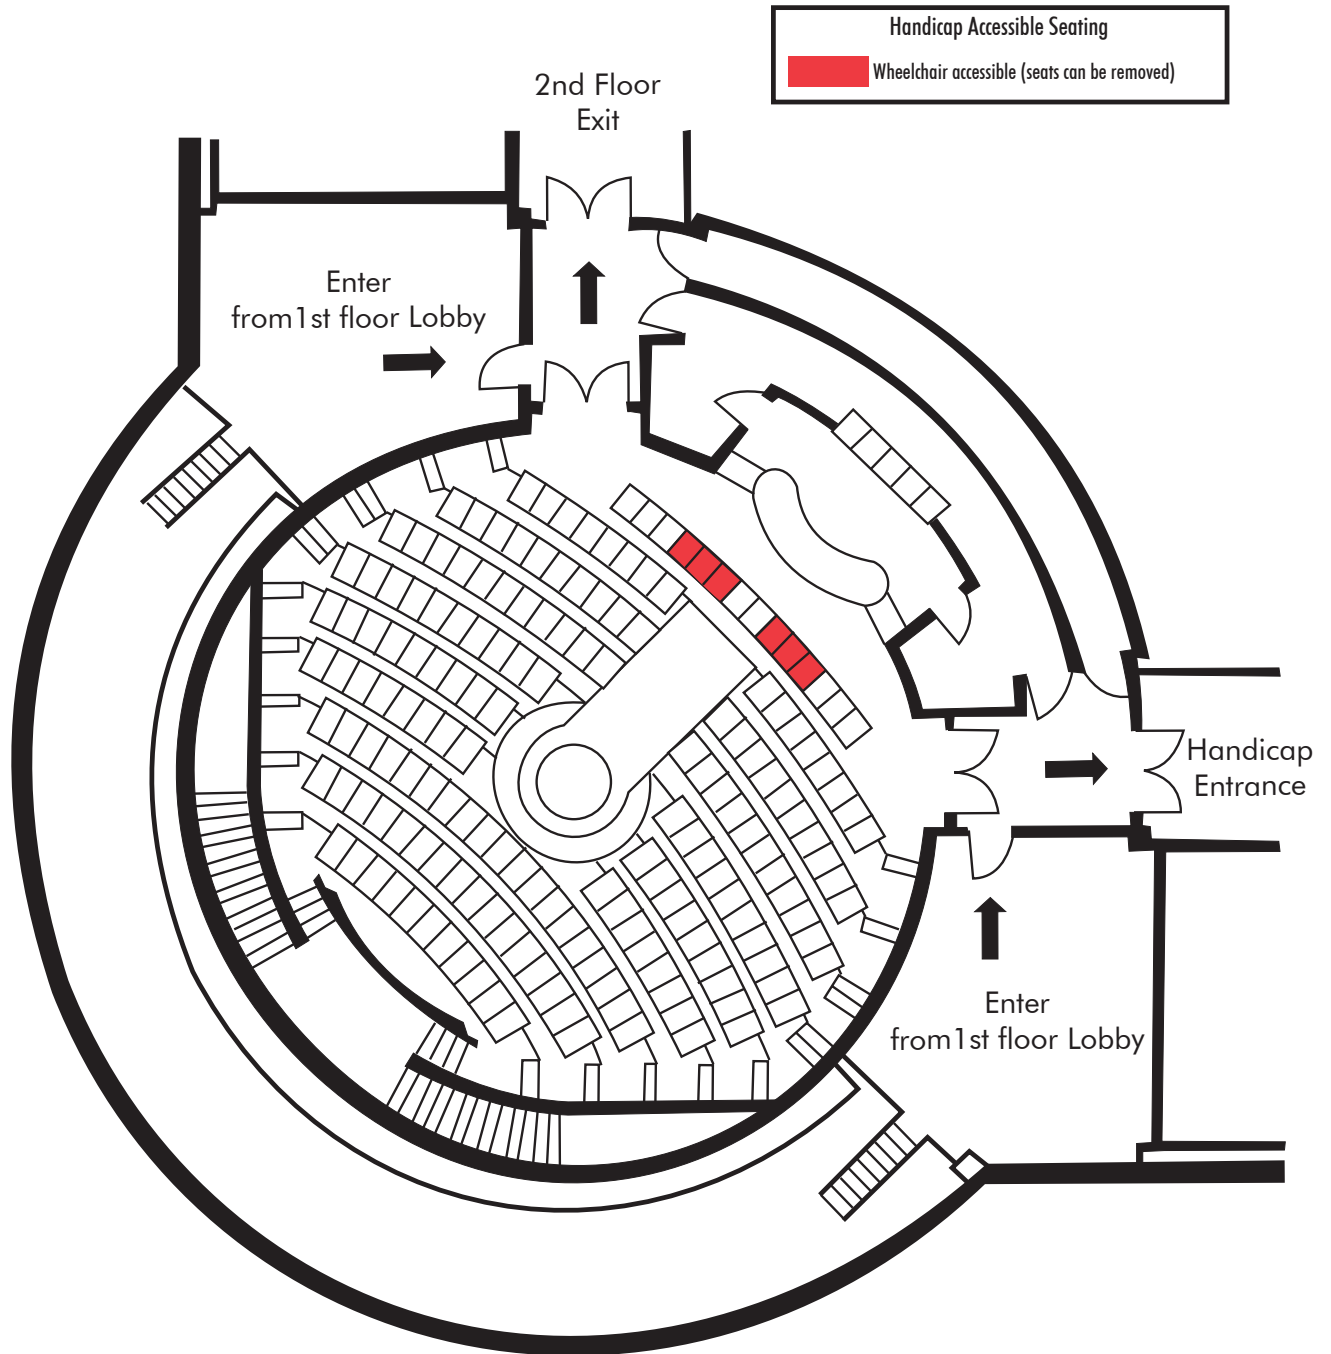 Handicap Accessible Seating
Wheelchair accessible (seats can be removed)
2nd Floor
Exit
Enter
from1st floor Lobby
Handicap
Entrance
Enter
from1st floor Lobby